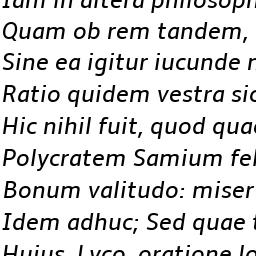 Iam in altera philosoph
Quam ob rem tandem,
Sine ea igitur iucunde n
Ratio quidem vestra sic
Hic nihil fuit, quod quae
Polycratem Samium fel
Bonum valitudo: miser
Idem adhuc; Sed quae t
Huius, Lyco, oratione lo